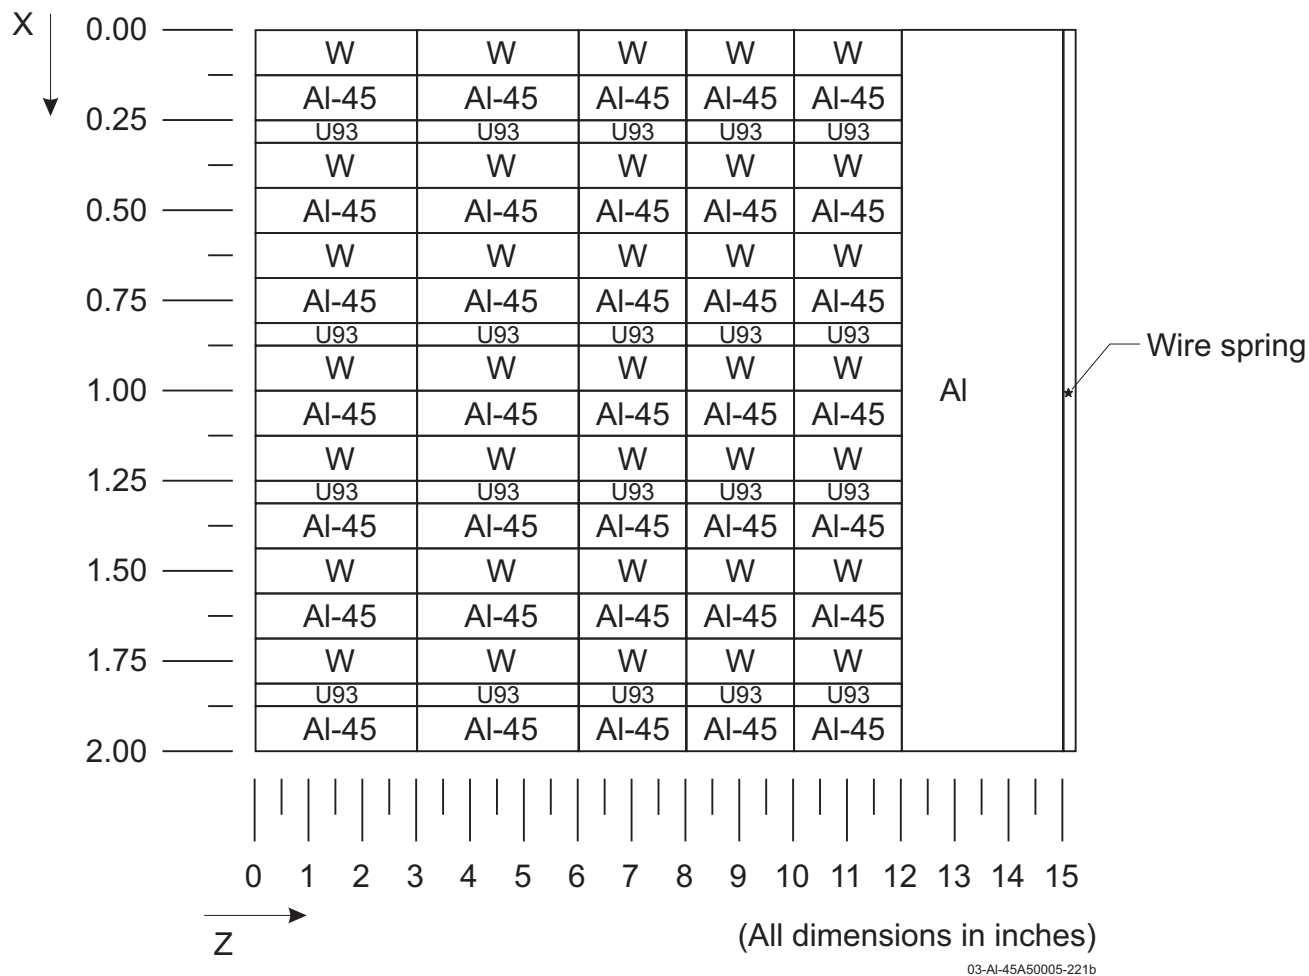 X
0.00
W W W W W
Al-45 Al-45 Al-45 Al-45 Al-45
0.25
U93 U93 U93 U93 U93
W W W W W
0.50
Al-45 Al-45 Al-45 Al-45 Al-45
W W W W W
0.75
Al-45 Al-45 Al-45 Al-45 Al-45
U93 U93 U93 U93 U93
Wire spring
W W W W W
1.00
Al
Al-45 Al-45 Al-45 Al-45 Al-45
W W W W W
1.25
U93 U93 U93 U93 U93
Al-45 Al-45 Al-45 Al-45 Al-45
1.50
W W W W W
Al-45 Al-45 Al-45 Al-45 Al-45
1.75
W W W W W
U93 U93 U93 U93 U93
Al-45 Al-45 Al-45 Al-45 Al-45
2.00
0 1 2 3 4 5 6 7 8 9 10 11 12 13 14 15
Z
(All dimensions in inches)
03-Al-45A50005-221b